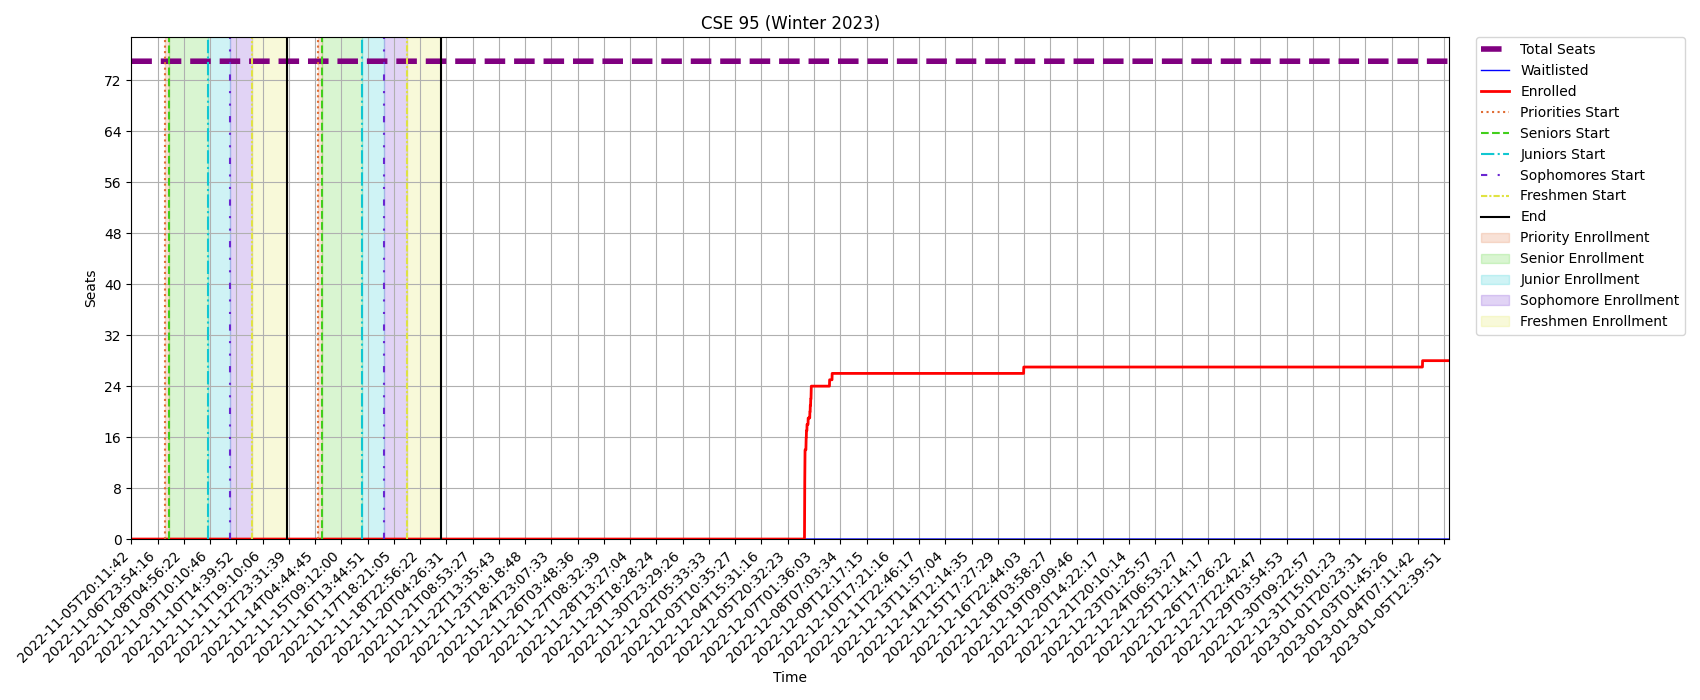 CSE 95 (Winter 2023)
Total Seats
Waitlisted
Enrolled
Priorities Start
Seniors Start
Juniors Start
Sophomores Start
Freshmen Start
End
Priority Enrollment
Senior Enrollment
Junior Enrollment
Sophomore Enrollment
Freshmen Enrollment
Seats
72
64
56
48
40
32
24
16
8
0
2022-11-05T20:11:42
2022-11-06T23:54:16
2022-11-08T04:56:22
2022-11-09T10:10:46
2022-11-10T14:39:52
2022-11-11T19:10:06
2022-11-12T23:31:39
2022-11-14T04:44:45
2022-11-15T09:12:00
2022-11-16T13:44:51
2022-11-17T18:21:05
2022-11-18T22:56:22
2022-11-20T04:26:31
2022-11-21T08:53:27
2022-11-22T13:35:43
2022-11-23T18:18:48
2022-11-24T23:07:33
2022-11-26T03:48:36
2022-11-27T08:32:39
2022-11-28T13:27:04
2022-11-29T18:28:24
2022-11-30T23:29:26
2022-12-02T05:33:33
2022-12-03T10:35:27
2022-12-04T15:31:16
2022-12-05T20:32:23
2022-12-07T01:36:03
2022-12-08T07:03:34
2022-12-09T12:17:15
2022-12-10T17:21:16
2022-12-11T22:46:17
2022-12-13T11:57:04
2022-12-14T12:14:35
2022-12-15T17:27:29
2022-12-16T22:44:03
2022-12-18T03:58:27
2022-12-19T09:09:46
2022-12-20T14:22:17
2022-12-21T20:10:14
2022-12-23T01:25:57
2022-12-24T06:53:27
2022-12-25T12:14:17
2022-12-26T17:26:22
2022-12-27T22:42:47
2022-12-29T03:54:53
2022-12-30T09:22:57
2022-12-31T15:01:23
2023-01-01T20:23:31
2023-01-03T01:45:26
2023-01-04T07:11:42
2023-01-05T12:39:51
Time